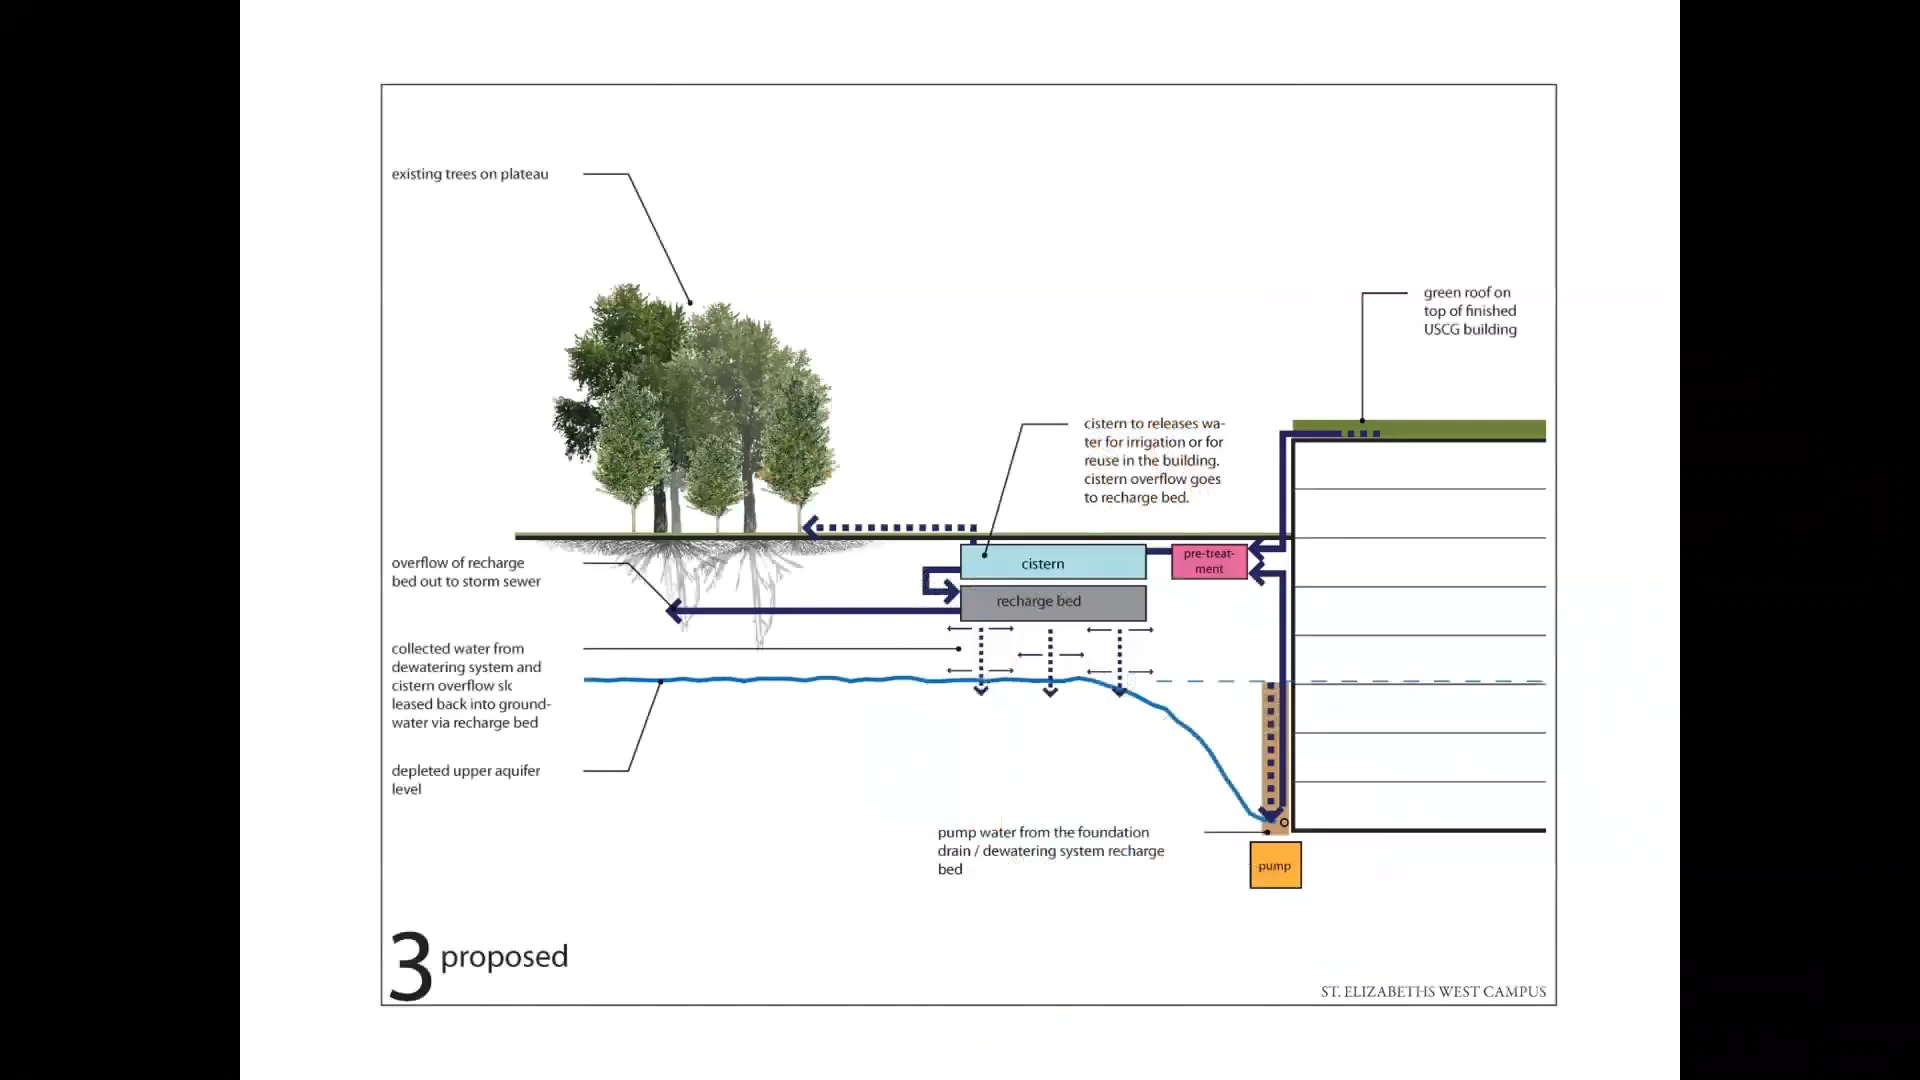 existing trees on plateau
green roof on
top of finished
USCG building
cistern to releases wa-
ter for irrigation or for
reuse in the building.
cistern overflow goes
to recharge bed.
overflow of recharge
bed out to storm sewer
cistern
pre-treat-
ment
recharge bed
collected water from
dewatering system and
cistern overflow
leased back into ground-
water via recharge bed
depleted upper aquifer
level
pump water from the foundation
drain / dewatering system recharge
bed
pump
3 proposed
ST. ELIZABETHS WEST CAMPUS